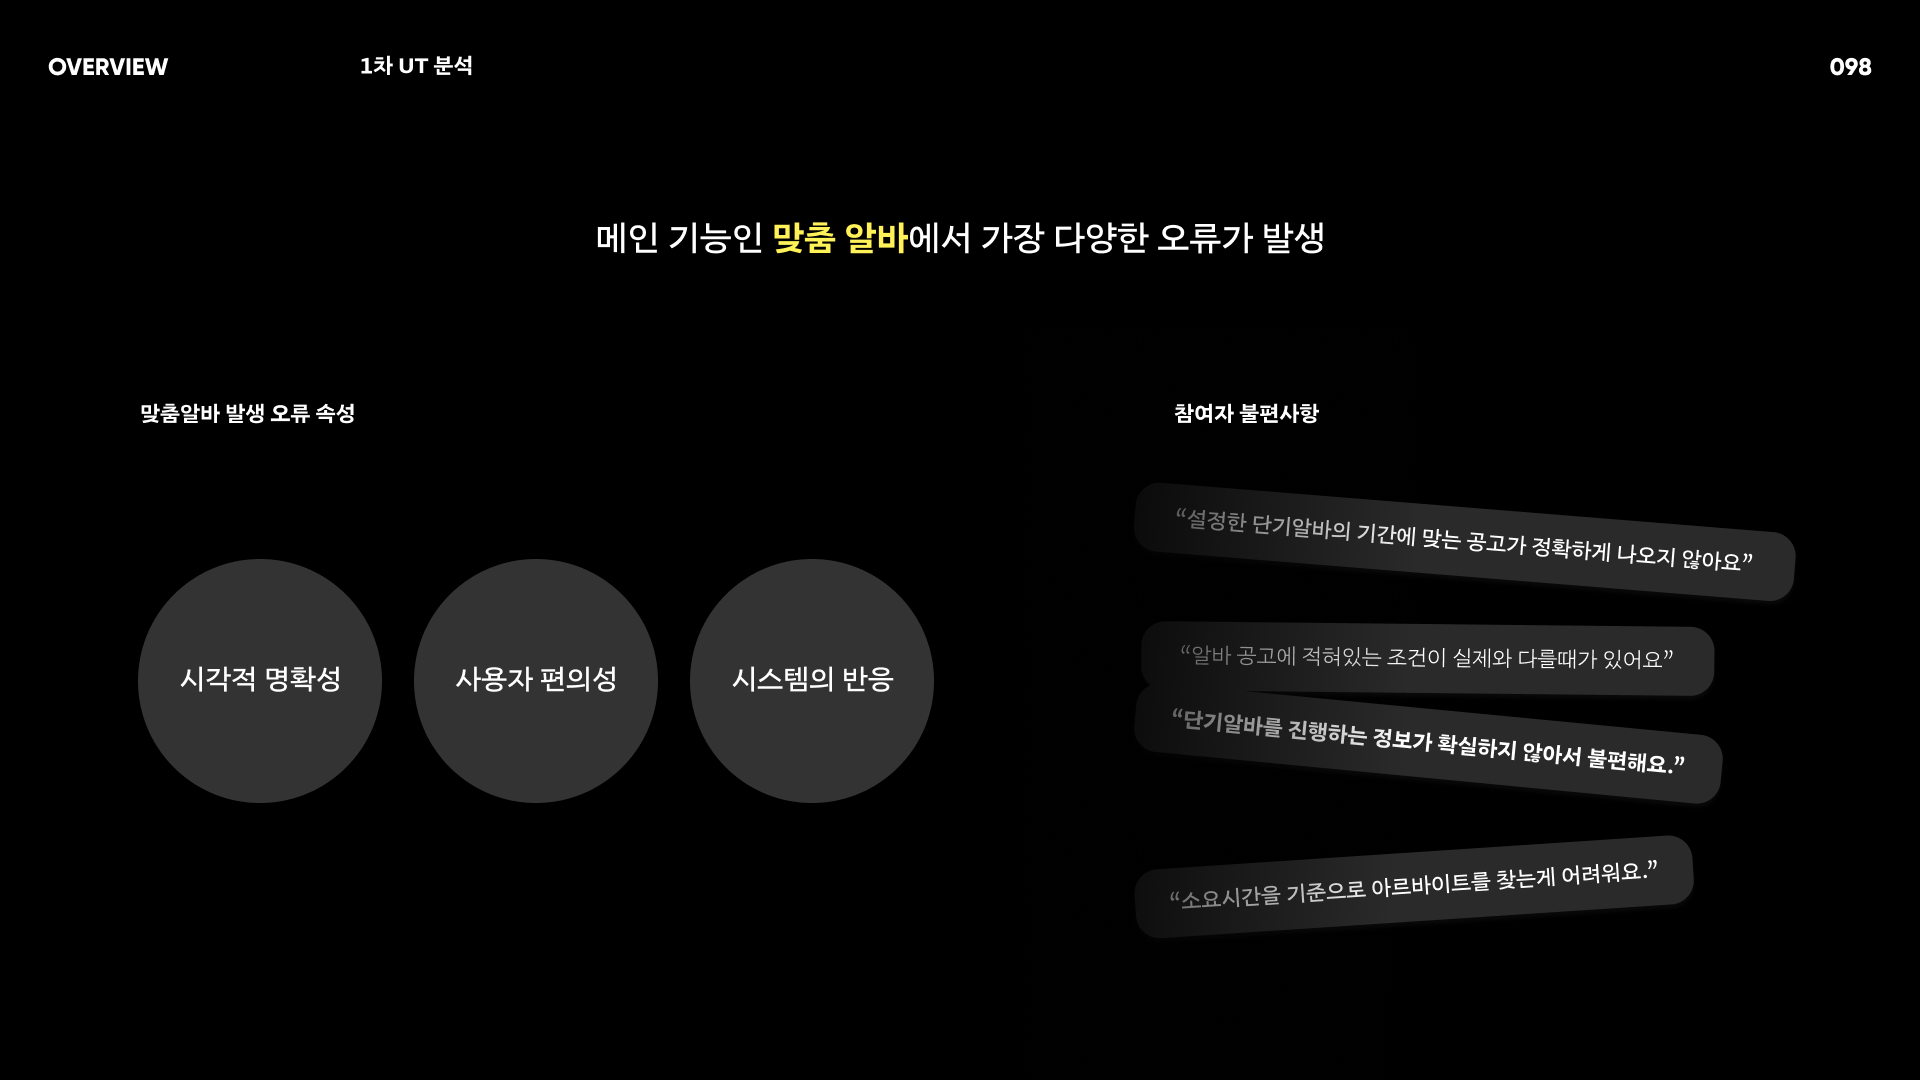 OVERVIEW
1차 UT 분석
098
메인 기능인 맞춤 알바에서 가장 다양한 오류가 발생
맞춤알바 발생 오류 속성
시각적 명확성
사용자 편의성
시스템의 반응
참여자 불편사항
“설정한 단기알바의 기간에 맞는 공고가 정확하게 나오지 않아요”
“알바 공고에 적혀있는 조건이 실제와 다를때가 있어요”
“단기알바를 진행하는 정보가 확실하지 않아서 불편해요.”
“소요시간을 기준으로 아르바이트를 찾는게 어려워요.”